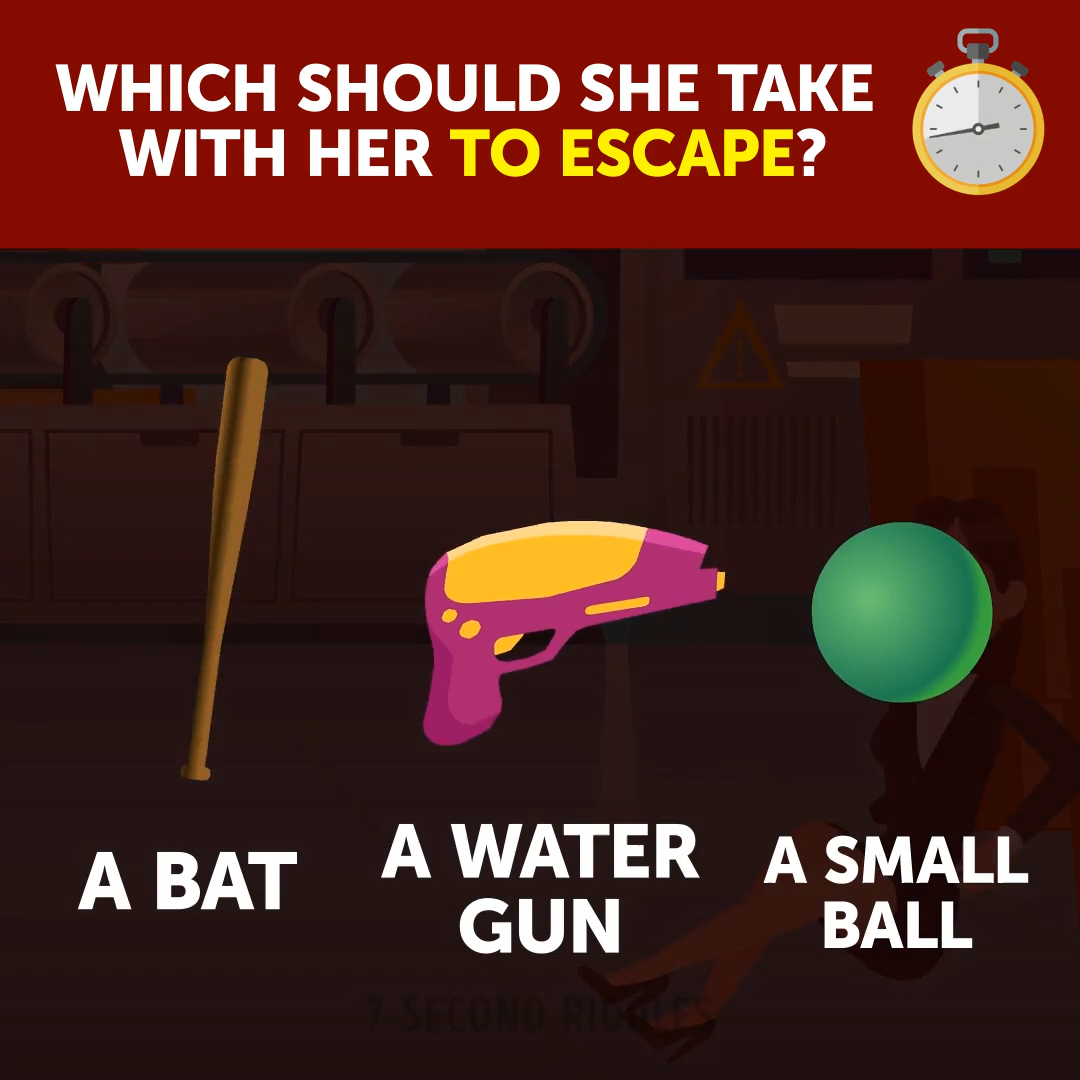 WHICH SHOULD SHE TAKE
WITH HER TO ESCAPE?
A BAT
A WATER
GUN
A SMALL
BALL
7-SECOND RIDDLES